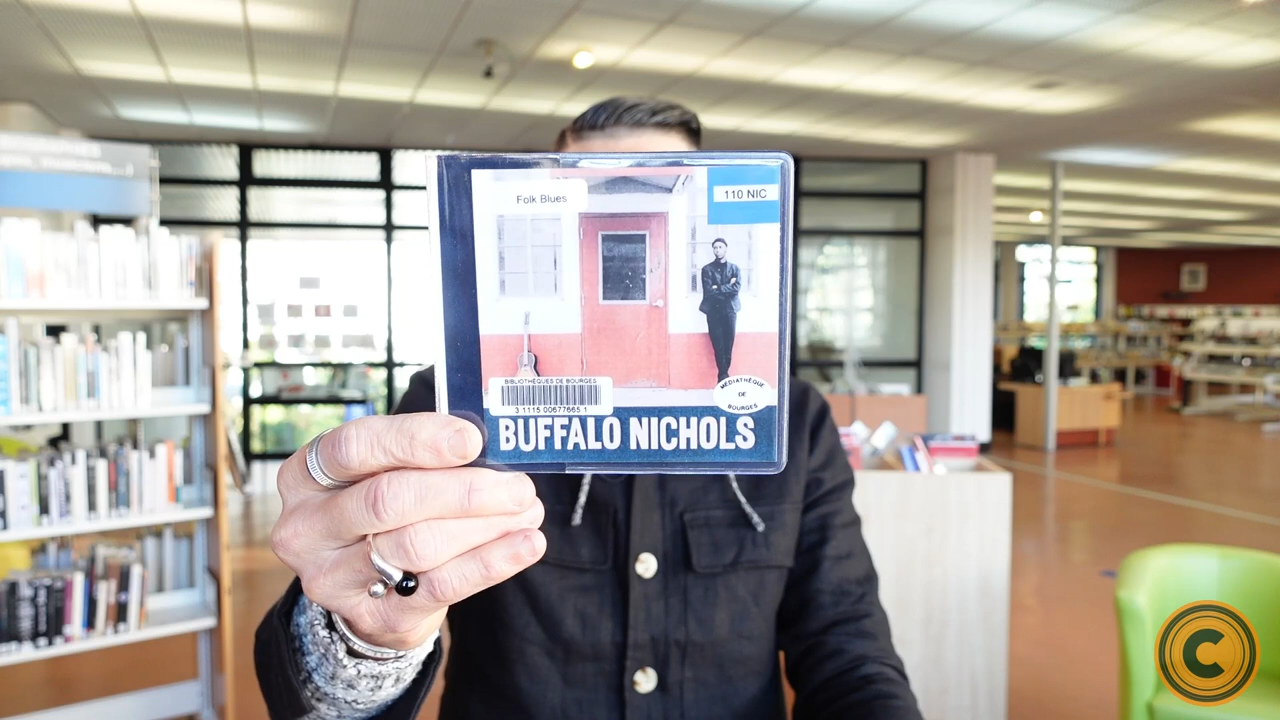 Folk Blues
110 NIC
BIBLIOTHÈQUES DE BOURGES
3 1115 00677665 1
MÉDIATHÈQUE
DE
BOURGES
BUFFALO NICHOLS
C